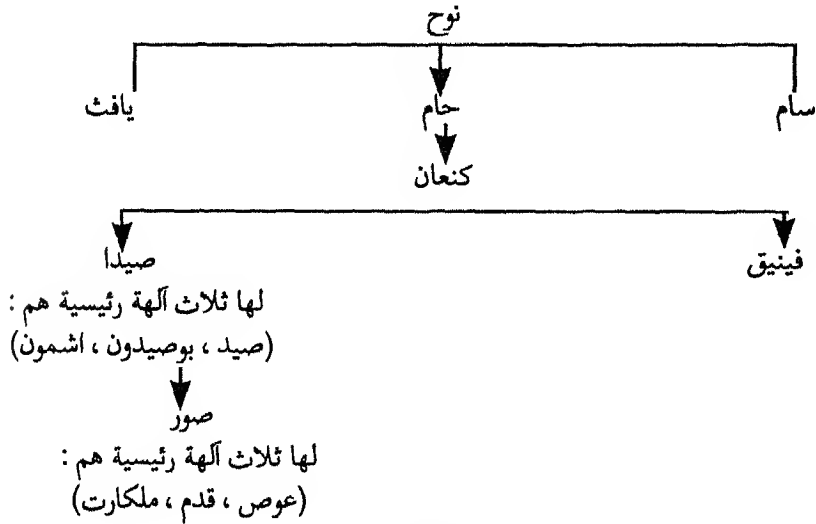 نوح
سام
حام
يافث
كنعان
فينيق
صيدا
لها ثلاث آلهة رئيسية هم :
(صيد ، بوصيدون ، اشمون)
صور
لها ثلاث آلهة رئيسية هم :
(عوص ، قدم ، ملكارت)